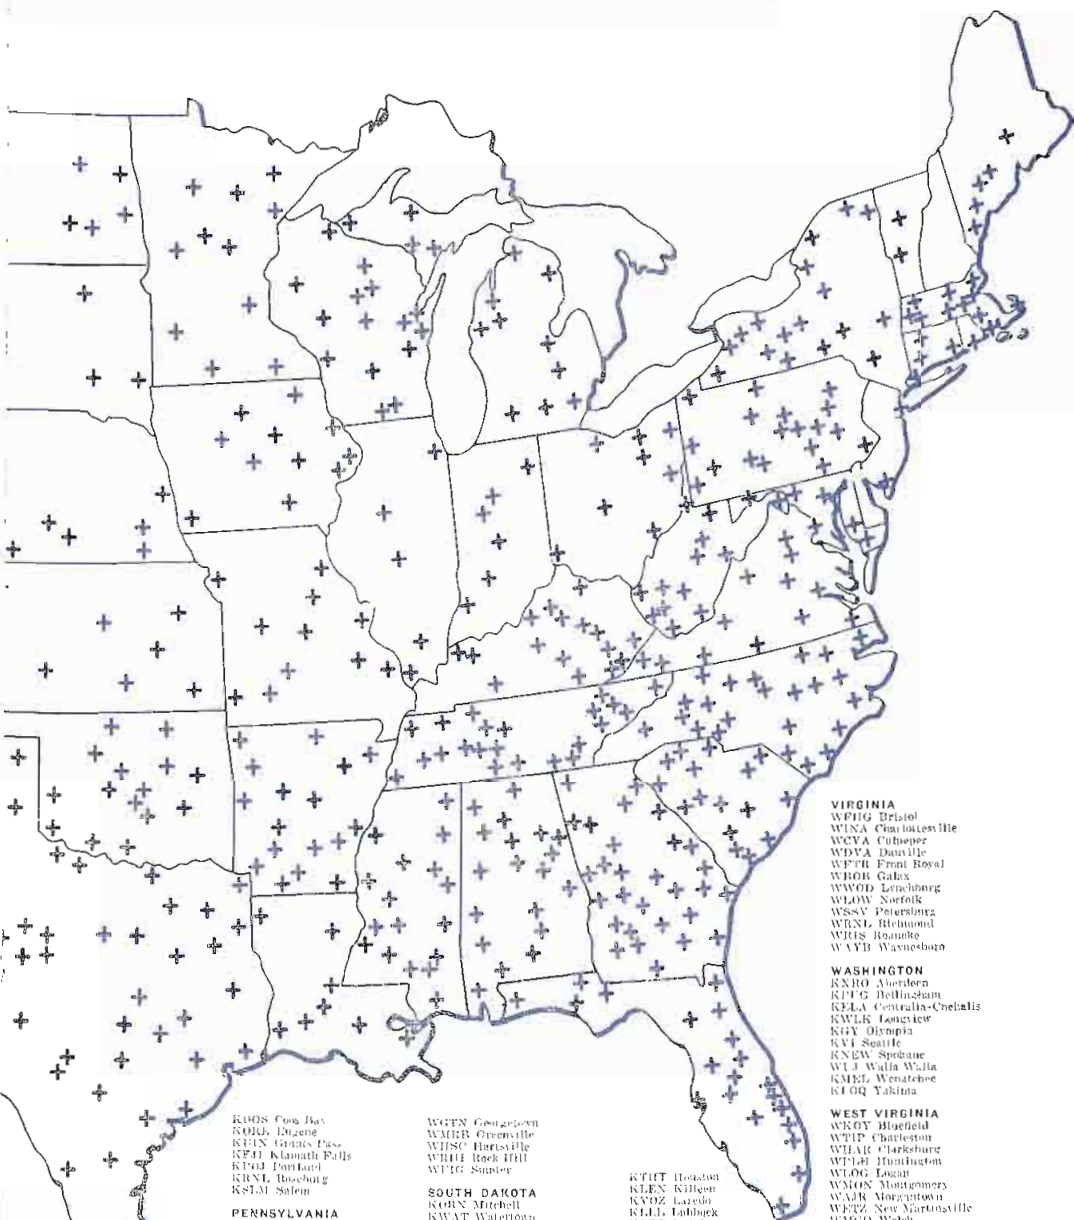 KOOS Coos Bay
KORE Eugene
KUIN Grants Pass
KFJI Klamath Falls
KPOJ Portland
KRNL Roseburg
KSLM Salem
PENNSYLVANIA
WGTN Georgetown
WMRB Greenville
WHSC Hartsville
WRHI Rock Hill
WFIG Sumter
SOUTH DAKOTA
KORN Mitchell
KWAT Watertown
KTHT Houston
KLEN Killeen
KVOZ Laredo
KLLL Lubbock
VIRGINIA
WFHG Bristol
WINA Charlottesville
WCVA Culpeper
WDVA Danville
WFTR Front Royal
WBOB Galax
WWOD Lynchburg
WLOW Norfolk
WSSV Petersburg
WRNL Richmond
WRIS Roanoke
WAYB Waynesboro
WASHINGTON
KXRO Aberdeen
KPUG Bellingham
KELA Centralia-Chehalis
KWLK Longview
KGY Olympia
KVI Seattle
KNEW Spokane
WUJ Walla Walla
KMEL Wenatchee
KLOQ Yakima
WEST VIRGINIA
WKOY Bluefield
WTIP Charleston
WHAR Clarksburg
WPLH Huntington
WLOG Logan
WMON Montgomery
WAJR Morgantown
WETZ New Martinsville
Welch